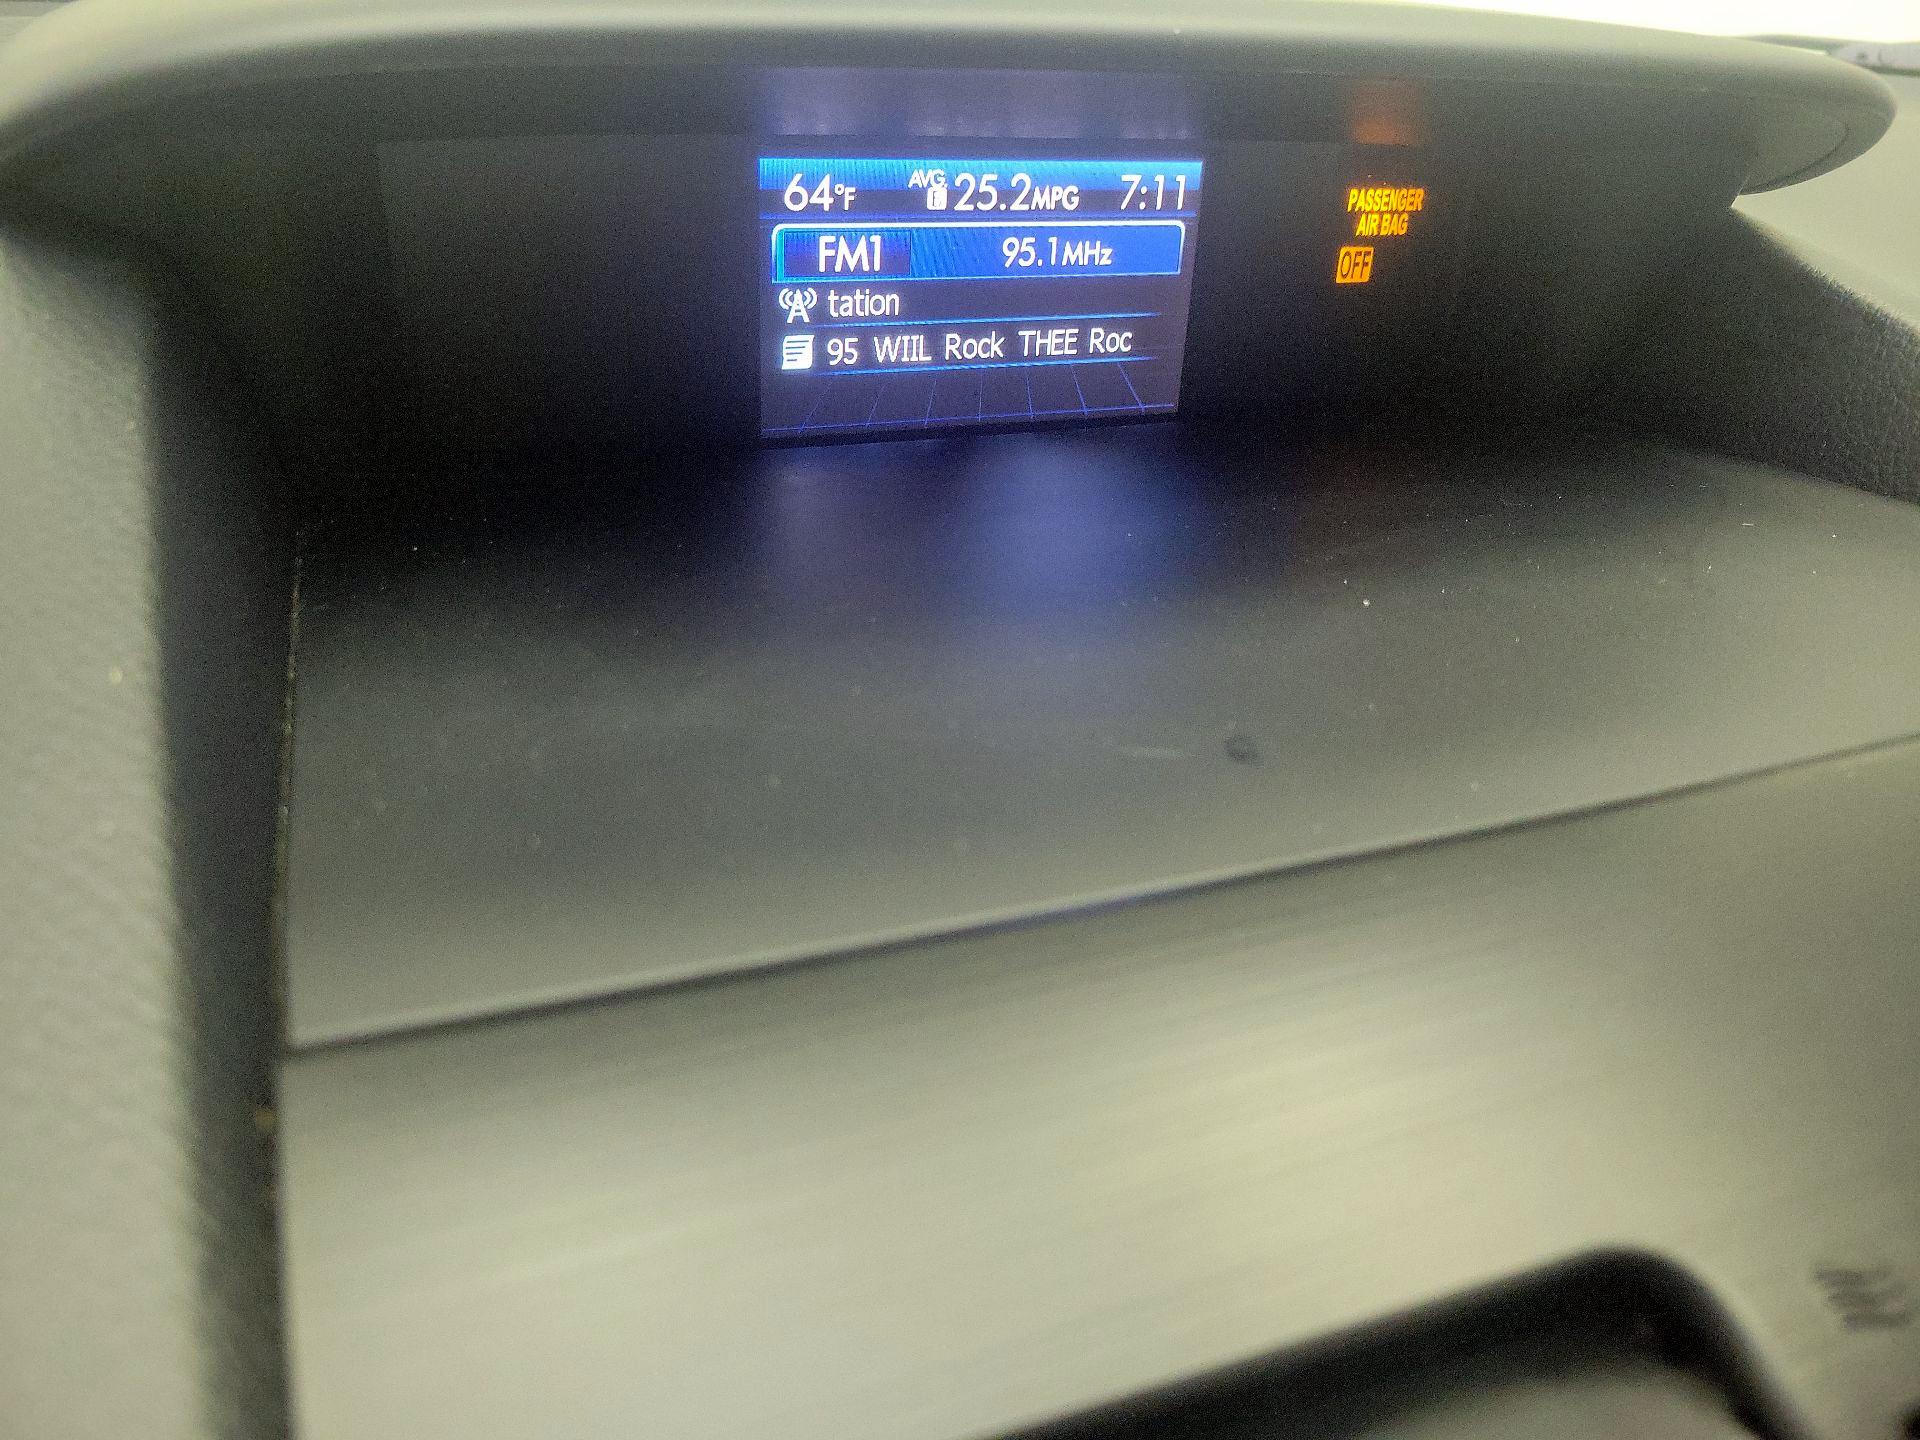 64°F AVG. 25.2MPG 7:11
FM1 95.1MHz
tation
95 WIIL Rock THEE Roc
PASSENGER
AIR BAG
OFF